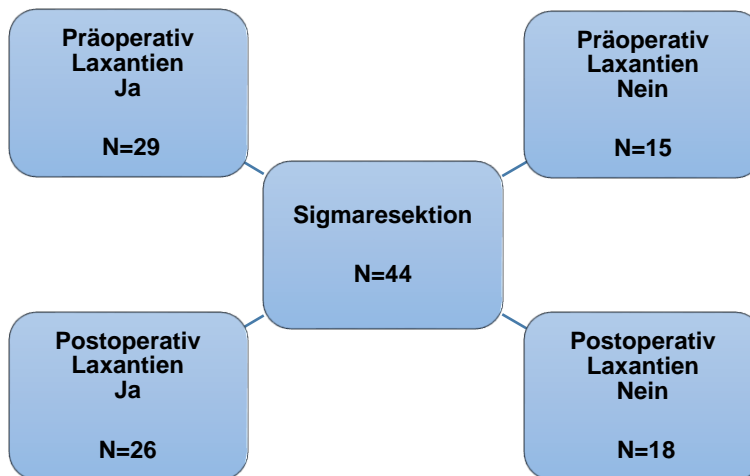 Präoperativ
Laxantien
Ja
N=29
Präoperativ
Laxantien
Nein
N=15
Sigmaresektion
N=44
Postoperativ
Laxantien
Ja
N=26
Postoperativ
Laxantien
Nein
N=18